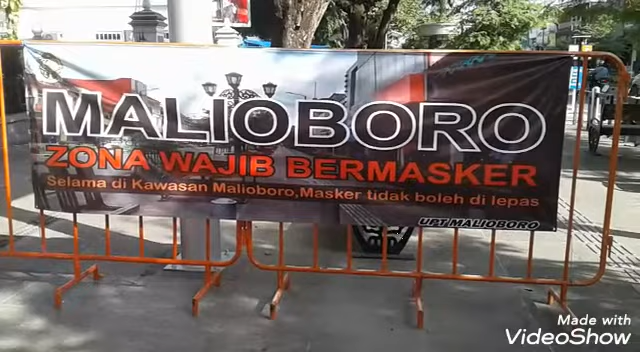 MALIOBORO
ZONA WAJIB BERMASKER
Selama di Kawasan Malioboro,Masker tidak boleh di lepas
UPT MALIOBORO
Made with
VideoShow